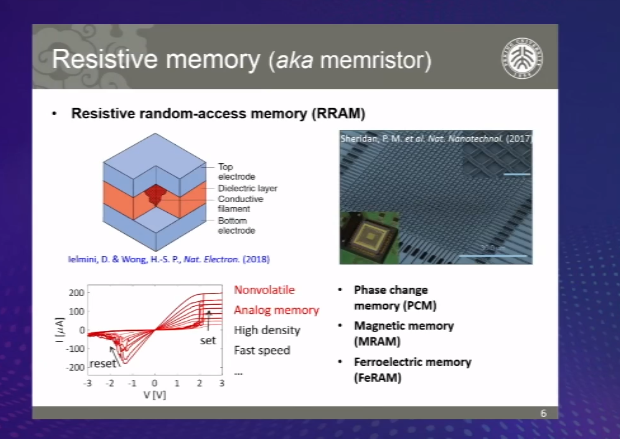 Resistive memory (aka memristor)
• Resistive random-access memory (RRAM)
Top
electrode
Dielectric layer
Conductive
filament
Bottom
electrode
Ielmini, D. & Wong, H.-S. P., Nat. Electron. (2018)
Sheridan, P. M. et al. Nat. Nanotechnol. (2017
200
100
0
-100
-200
I [μA]
reset
set
-3 -2 -1 0 1 2 3
V [V]
Nonvolatile
Analog memory
High density
Fast speed
...
• Phase change
memory (PCM)
• Magnetic memory
(MRAM)
• Ferroelectric memory
(FeRAM)
6